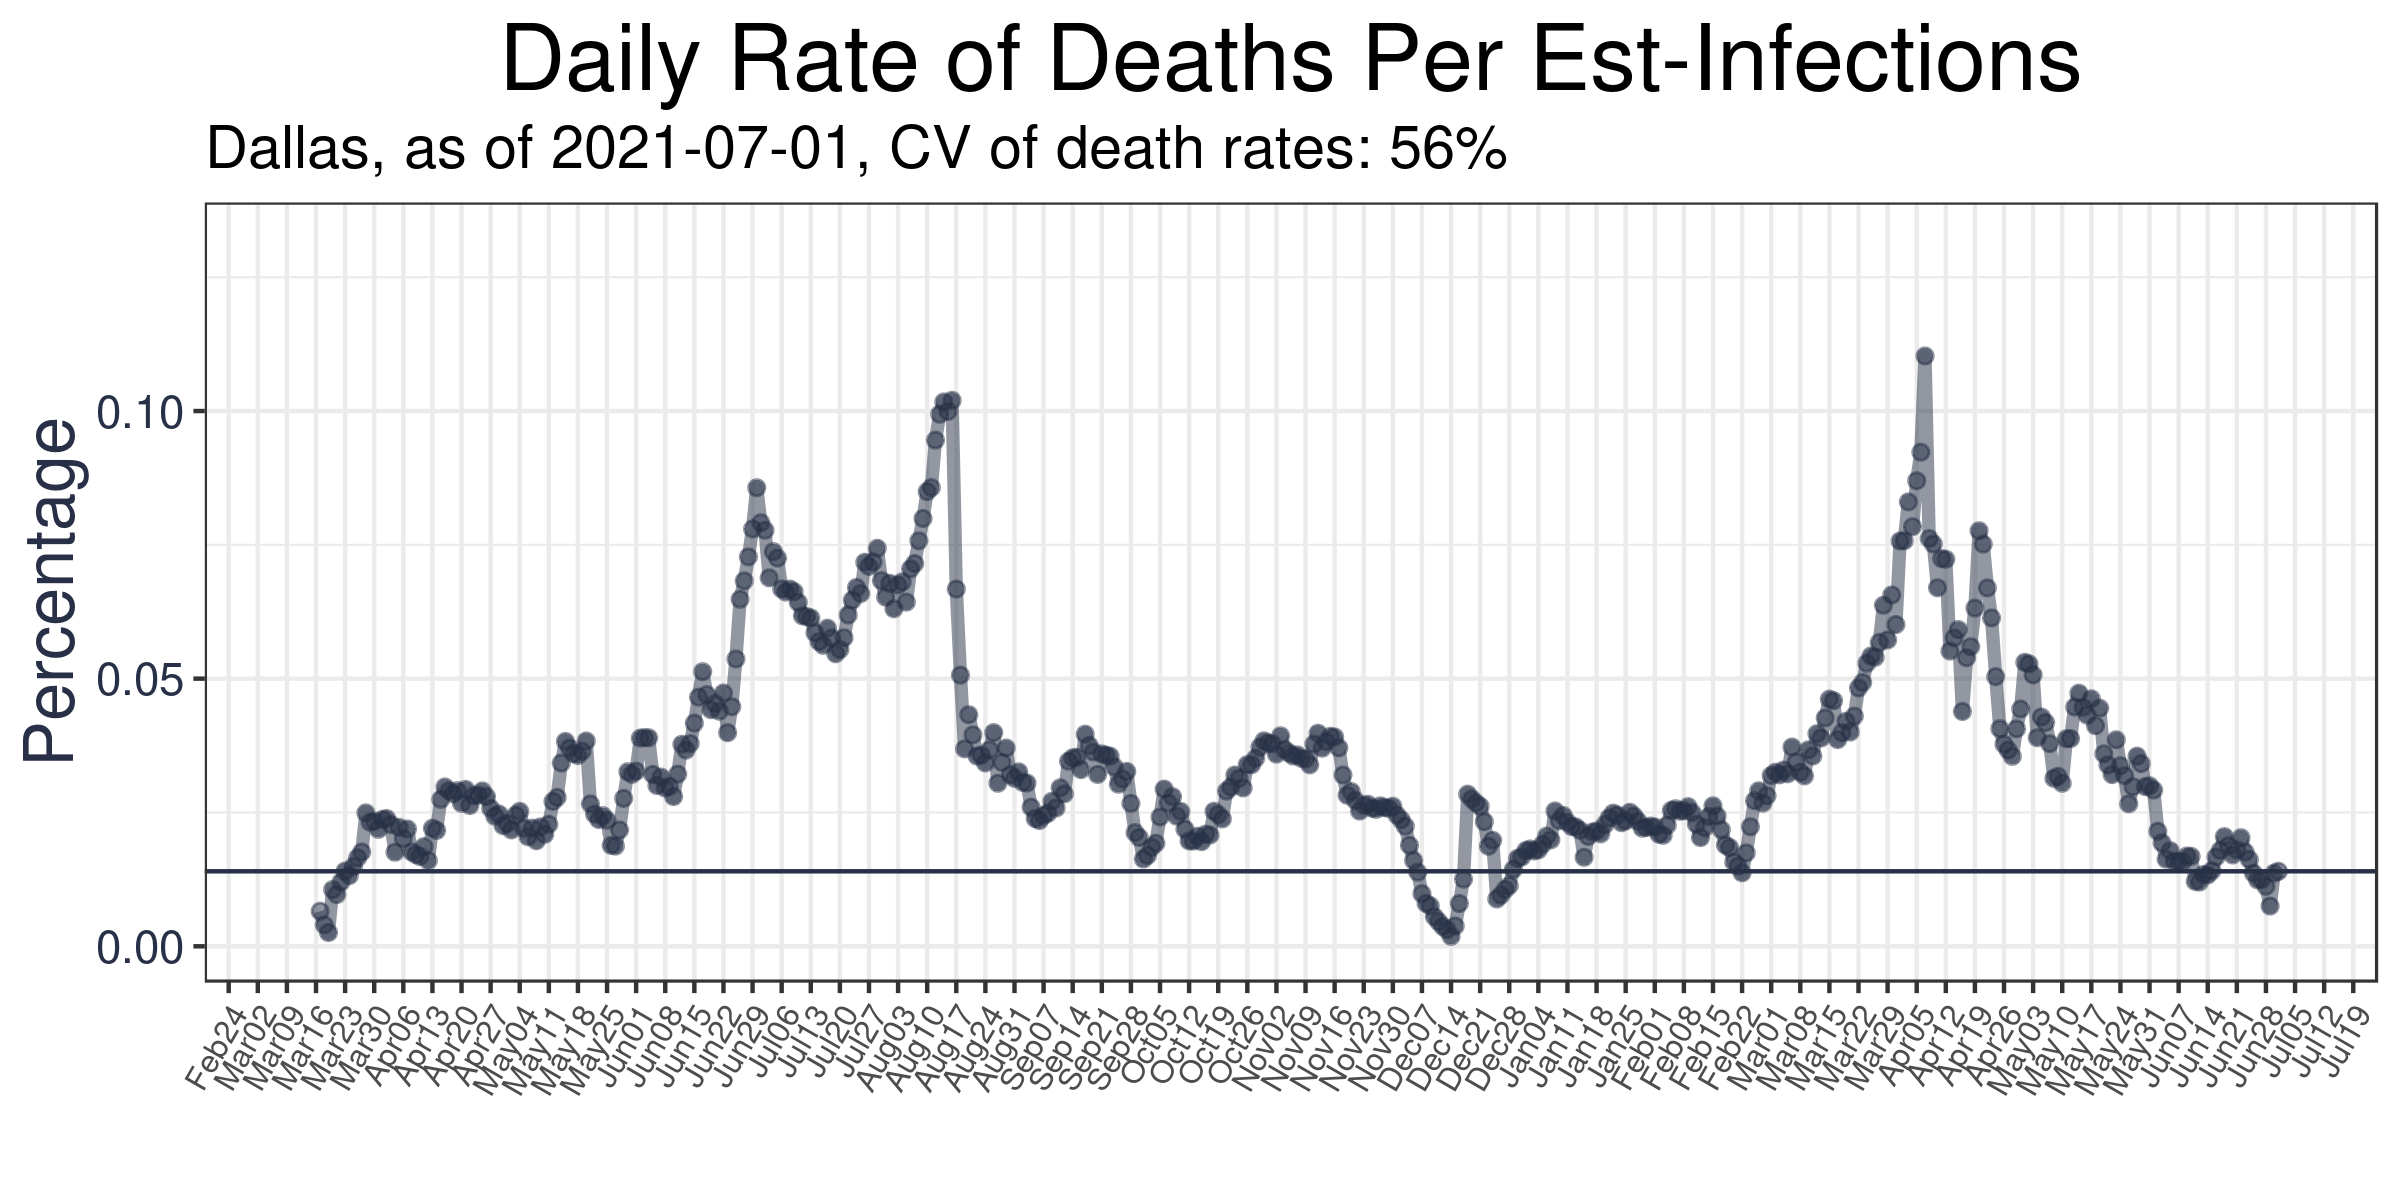 Daily Rate of Deaths Per Est-Infections
Dallas, as of 2021-07-01, CV of death rates: 56%
Percentage
0.10
0.05
0.00
Feb24
Mar02
Mar09
Mar16
Mar23
Mar30
Apr06
Apr13
Apr20
Apr27
May04
May11
May18
May25
Jun01
Jun08
Jun15
Jun22
Jun29
Jul06
Jul13
Jul20
Jul27
Aug03
Aug10
Aug17
Aug24
Aug31
Sep07
Sep14
Sep21
Sep28
Oct05
Oct12
Oct19
Oct26
Nov02
Nov09
Nov16
Nov23
Nov30
Dec07
Dec14
Dec21
Dec28
Jan04
Jan11
Jan18
Jan25
Feb01
Feb08
Feb15
Feb22
Mar01
Mar08
Mar15
Mar22
Mar29
Apr05
Apr12
Apr19
Apr26
May03
May10
May17
May24
May31
Jun07
Jun14
Jun21
Jun28
Jul05
Jul12
Jul19